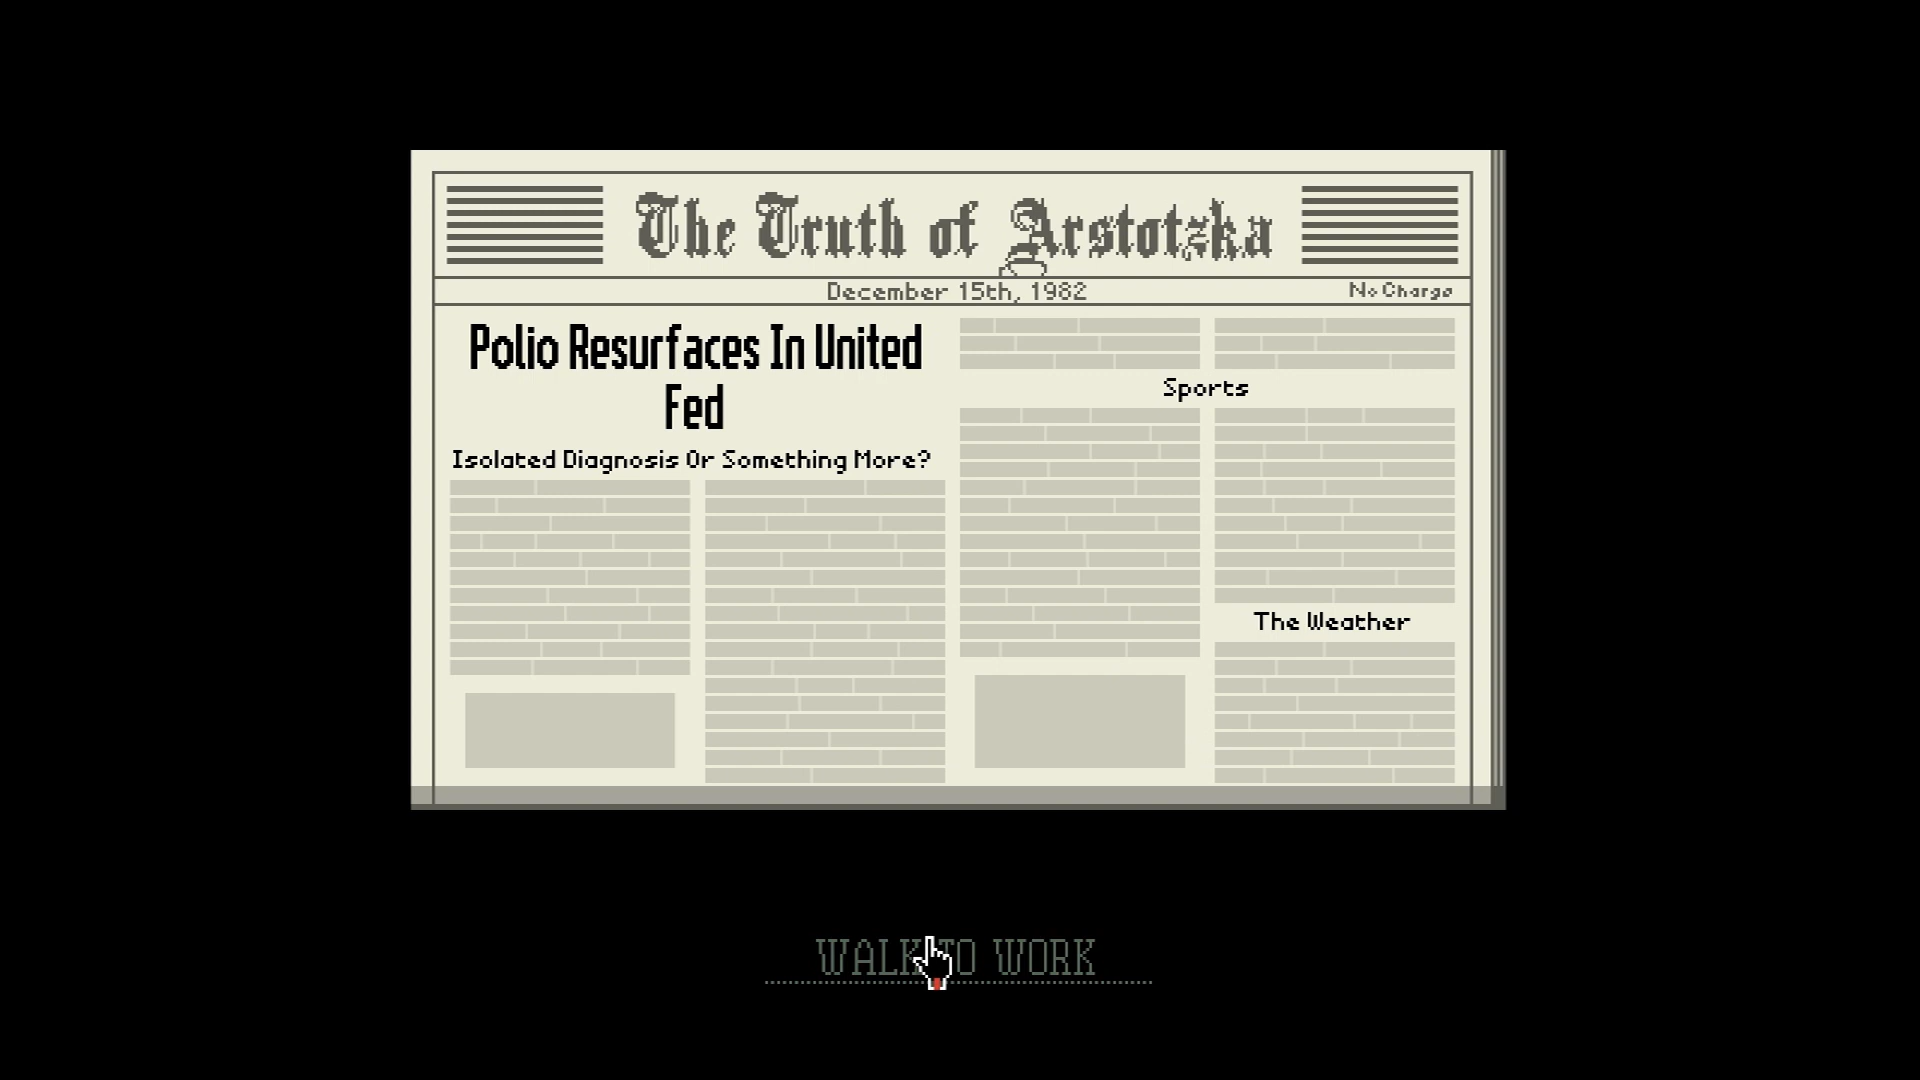 The Truth of Arstotzka
December 15th, 1982
No Charge
Polio Resurfaces In United
Fed
Isolated Diagnosis Or Something More?
Sports
The Weather
WALK TO WORK